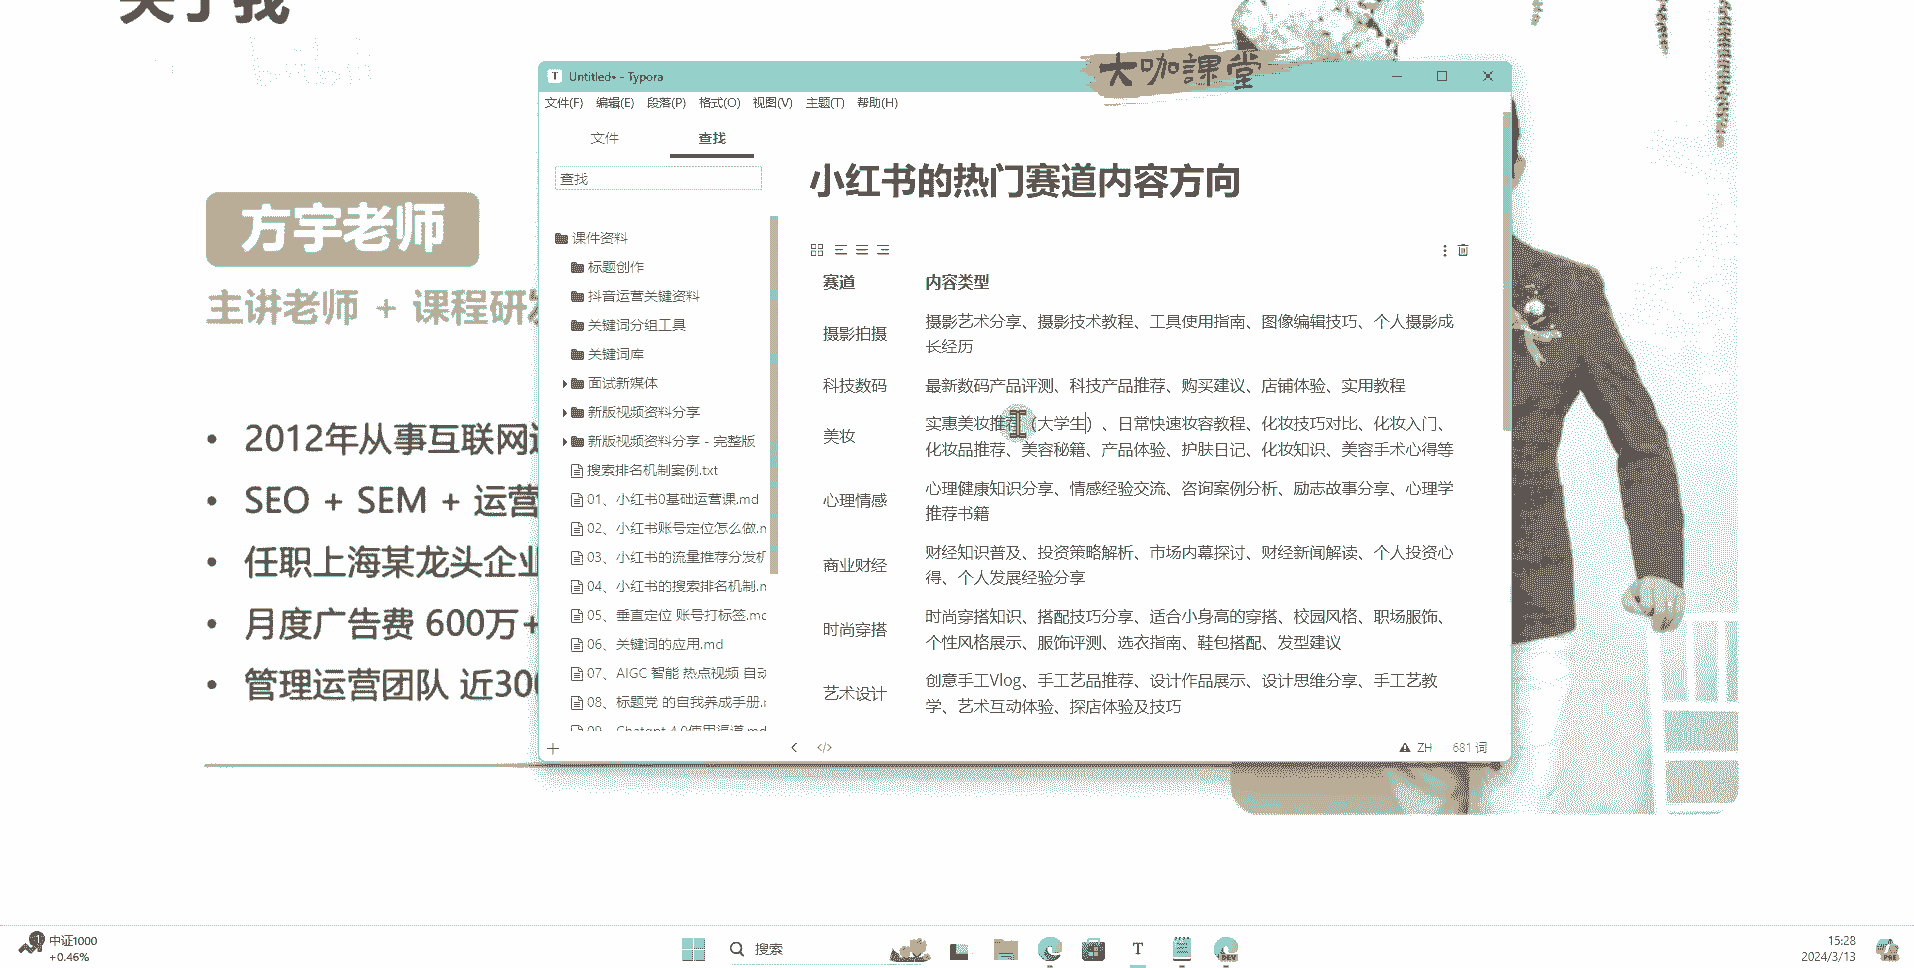 关于我
bilibili
大咖課堂
Untitled• - Typora
文件(F) 编辑(E) 段落(P) 格式(O) 视图(V) 主题(T) 帮助(H)
文件 查找
查找
课件资料
标题创作
抖音运营关键资料
关键词分组工具
关键词库
面试新媒体
新版视频资料分享
新版视频资料分享 - 完整版
搜索排名机制案例.txt
01、小红书0基础运营课.md
02、小红书账号定位怎么做.m
03、小红书的流量推荐分发机
04、小红书的搜索排名机制.m
05、垂直定位 账号打标签.mc
06、关键词的应用.md
07、AIGC 智能 热点视频 自动
08、标题党 的自我养成手册.
09、Chatgpt 4.0使用渠道.md
小红书的热门赛道内容方向
赛道 内容类型
摄影拍摄 摄影艺术分享、摄影技术教程、工具使用指南、图像编辑技巧、个人摄影成
长经历
科技数码 最新数码产品评测、科技产品推荐、购买建议、店铺体验、实用教程
美妆 实惠美妆推荐（大学生）、日常快速妆容教程、化妆技巧对比、化妆入门、
化妆品推荐、美容秘籍、产品体验、护肤日记、化妆知识、美容手术心得等
心理情感 心理健康知识分享、情感经验交流、咨询案例分析、励志故事分享、心理学
推荐书籍
商业财经 财经知识普及、投资策略解析、市场内幕探讨、财经新闻解读、个人投资心
得、个人发展经验分享
时尚穿搭 时尚穿搭知识、搭配技巧分享、适合小身高的穿搭、校园风格、职场服饰、
个性风格展示、服饰评测、选衣指南、鞋包搭配、发型建议
艺术设计 创意手工Vlog、手工艺品推荐、设计作品展示、设计思维分享、手工艺教
学、艺术互动体验、探店体验及技巧
ZH 681 词
方宇老师
主讲老师 + 课程研发
• 2012年从事互联网
• SEO + SEM + 运营
• 任职上海某龙头企业
• 月度广告费 600万+
• 管理运营团队 近300
1
中证1000
+0.46%
搜索
T
DEV
15:28
2024/3/13
PRE